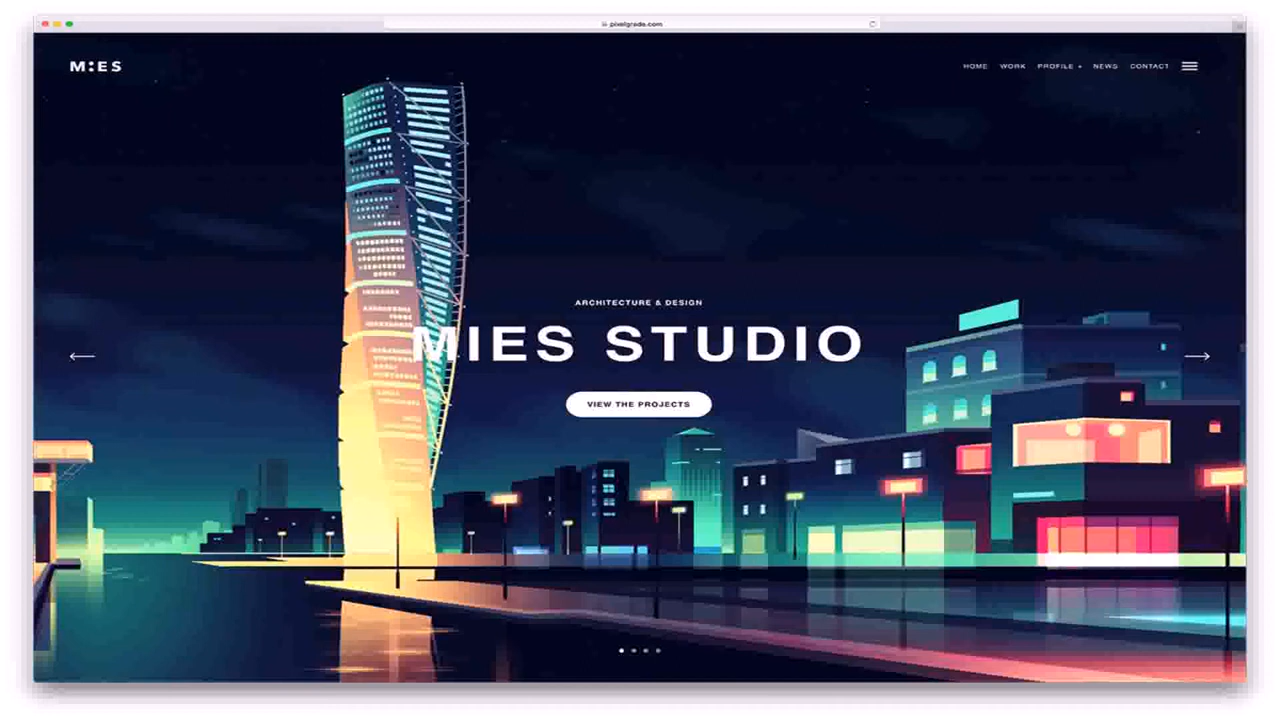 pixelgrade.com
M:ES
HOME WORK PROFILE NEWS CONTACT
ARCHITECTURE & DESIGN
MIES STUDIO
VIEW THE PROJECTS